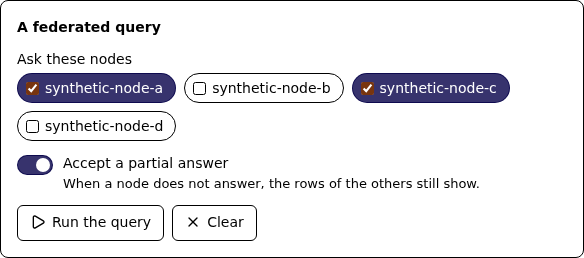 A federated query
Ask these nodes
synthetic-node-a synthetic-node-b synthetic-node-c
synthetic-node-d
Accept a partial answer
When a node does not answer, the rows of the others still show.
Run the query Clear